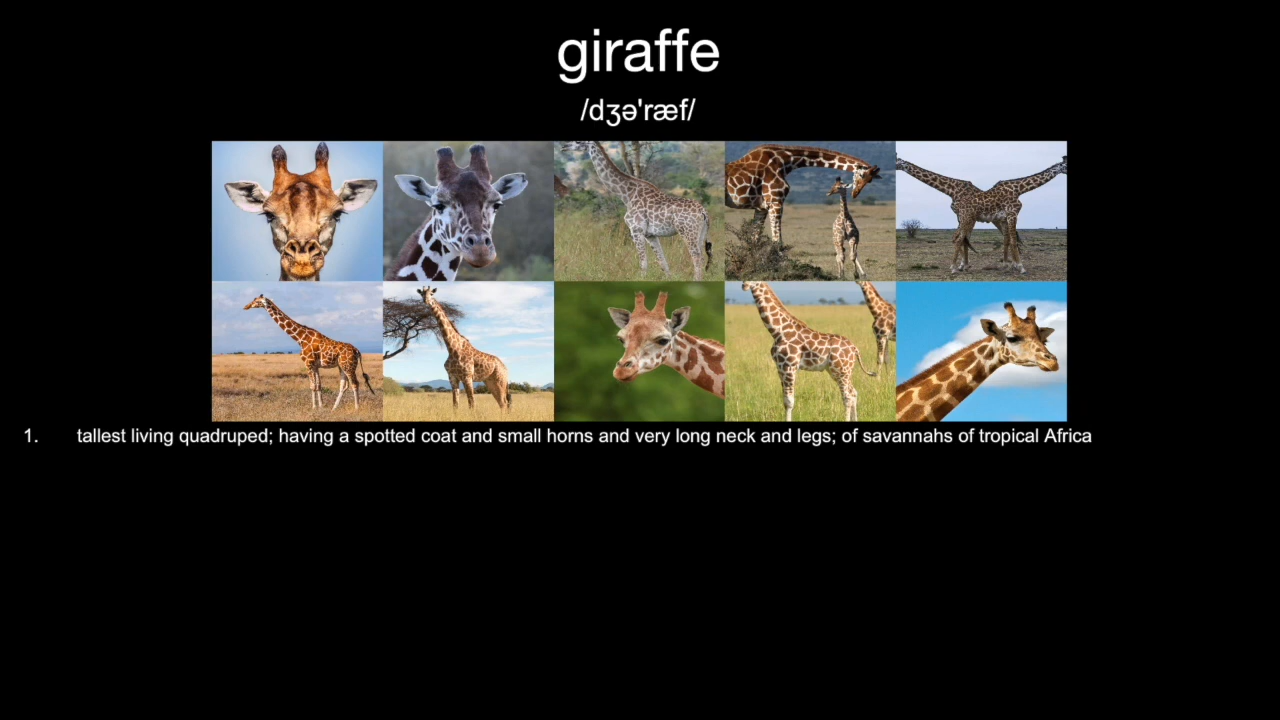 giraffe
/dʒə'ræf/
1. tallest living quadruped; having a spotted coat and small horns and very long neck and legs; of savannahs of tropical Africa